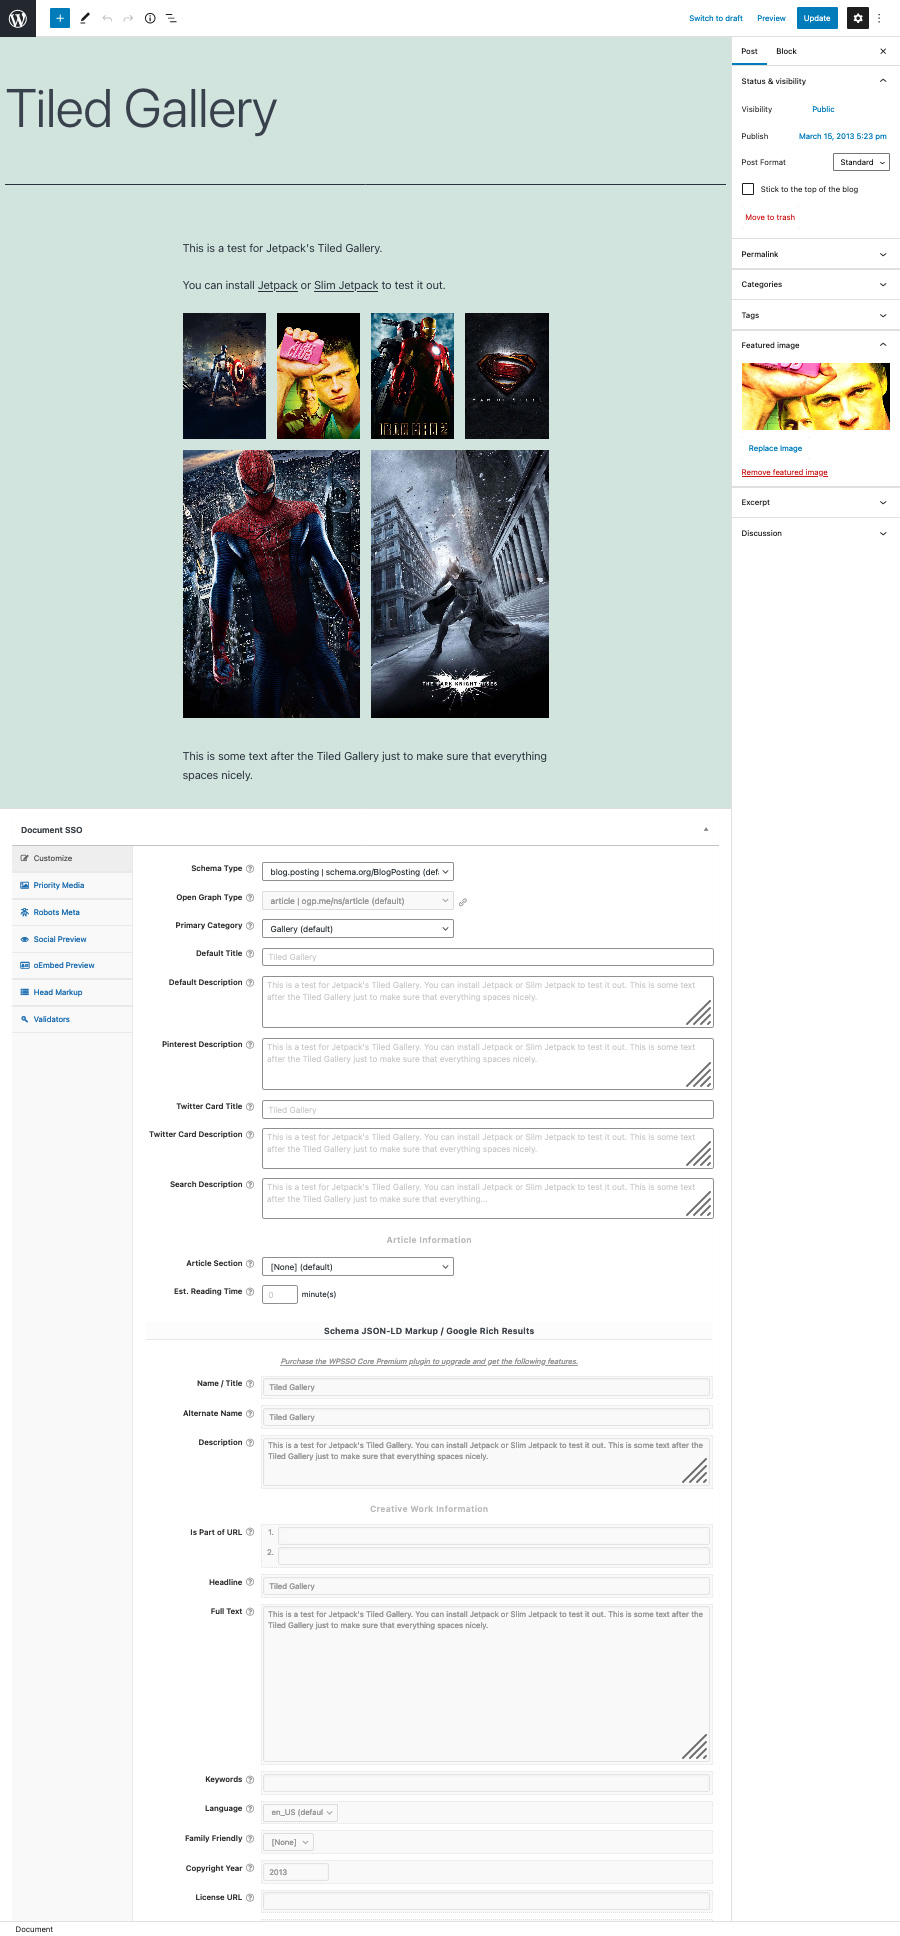 Switch to draft
Preview
Update
Tiled Gallery
This is a test for Jetpack's Tiled Gallery.
You can install Jetpack or Slim Jetpack to test it out.
CLUB
IRON MAN 2
MAN OF STEEL
THE DARK KNIGHT RISES
This is some text after the Tiled Gallery just to make sure that everything
spaces nicely.
Post
Block
Status & visibility
Visibility
Public
Publish
March 15, 2013 5:23 pm
Post Format
Standard
Stick to the top of the blog
Move to trash
Permalink
Categories
Tags
Featured image
Replace Image
Remove featured image
Excerpt
Discussion
Document SSO
Customize
Priority Media
Robots Meta
Social Preview
oEmbed Preview
Head Markup
Validators
Schema Type
blog.posting | schema.org/BlogPosting (def
Open Graph Type
article | ogp.me/ns/article (default)
Primary Category
Gallery (default)
Default Title
Tiled Gallery
Default Description
This is a test for Jetpack's Tiled Gallery. You can install Jetpack or Slim Jetpack to test it out. This is some text
after the Tiled Gallery just to make sure that everything spaces nicely.
Pinterest Description
This is a test for Jetpack's Tiled Gallery. You can install Jetpack or Slim Jetpack to test it out. This is some text
after the Tiled Gallery just to make sure that everything spaces nicely.
Twitter Card Title
Tiled Gallery
Twitter Card Description
This is a test for Jetpack's Tiled Gallery. You can install Jetpack or Slim Jetpack to test it out. This is some text
after the Tiled Gallery just to make sure that everything spaces nicely.
Search Description
This is a test for Jetpack's Tiled Gallery. You can install Jetpack or Slim Jetpack to test it out. This is some text
after the Tiled Gallery just to make sure that everything...
Article Information
Article Section
[None] (default)
Est. Reading Time
0
minute(s)
Schema JSON-LD Markup / Google Rich Results
Purchase the WPSSO Core Premium plugin to upgrade and get the following features.
Name / Title
Tiled Gallery
Alternate Name
Tiled Gallery
Description
This is a test for Jetpack's Tiled Gallery. You can install Jetpack or Slim Jetpack to test it out. This is some text after the
Tiled Gallery just to make sure that everything spaces nicely.
Creative Work Information
Is Part of URL
1.
2.
Headline
Tiled Gallery
Full Text
This is a test for Jetpack's Tiled Gallery. You can install Jetpack or Slim Jetpack to test it out. This is some text after the
Tiled Gallery just to make sure that everything spaces nicely.
Keywords
Language
en_US (defaul
Family Friendly
[None]
Copyright Year
2013
License URL
Document